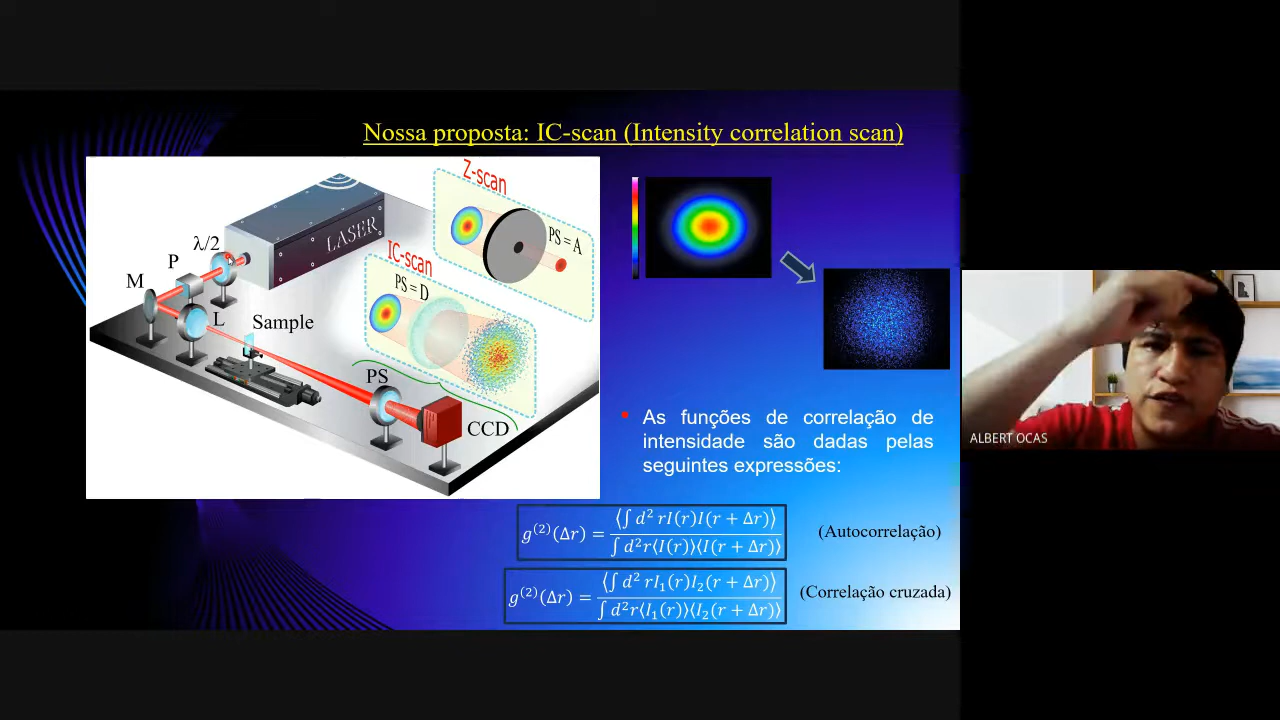 Nossa proposta: IC-scan (Intensity correlation scan)
Z-scan
PS = A
LASER
λ/2
IC-scan
PS = D
P
M
L
Sample
PS
CCD
▪ As funções de correlação de
intensidade são dadas pelas
seguintes expressões:
ALBERT OCAS
g⁽²⁾(Δr) = ⟨∫ d² rI(r)I(r + Δr)⟩ / ∫ d²r⟨I(r)⟩⟨I(r + Δr)⟩ (Autocorrelação)
g⁽²⁾(Δr) = ⟨∫ d² rI₁(r)I₂(r + Δr)⟩ / ∫ d²r⟨I₁(r)⟩⟨I₂(r + Δr)⟩ (Correlação cruzada)